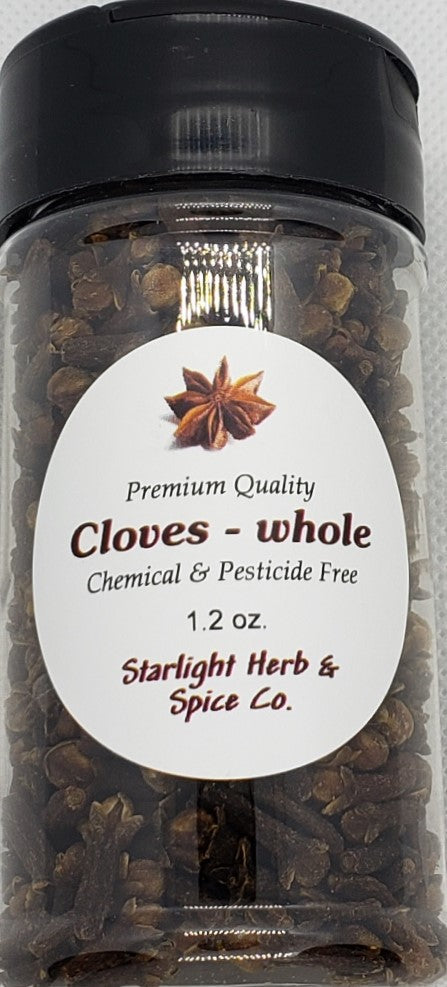 Premium Quality
Cloves - whole
Chemical & Pesticide Free
1.2 oz.
Starlight Herb &
Spice Co.